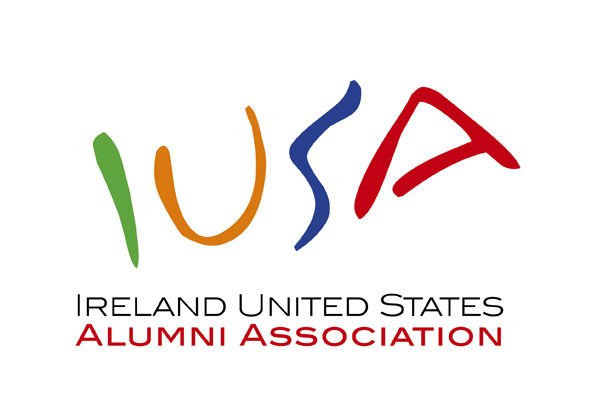 IUSA
IRELAND UNITED STATES
ALUMNI ASSOCIATION